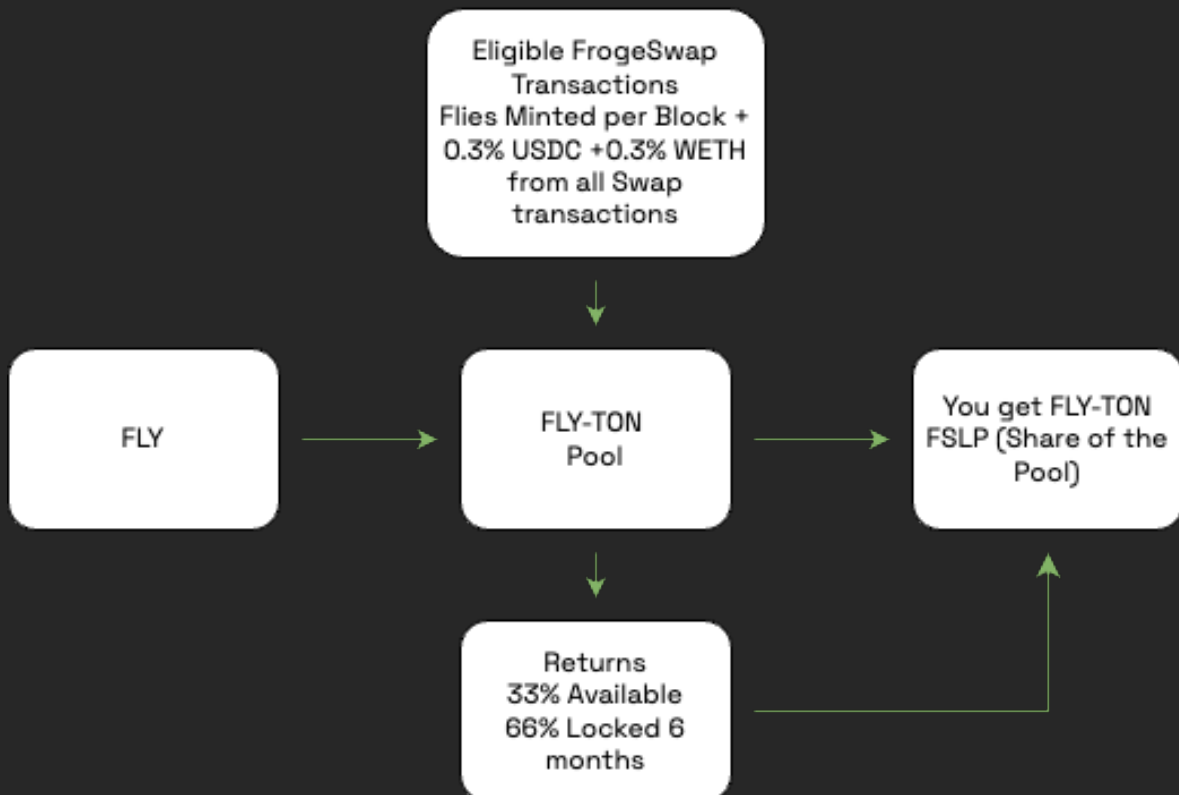 Eligible FrogeSwap
Transactions
Flies Minted per Block +
0.3% USDC +0.3% WETH
from all Swap
transactions
FLY
FLY-TON
Pool
You get FLY-TON
FSLP (Share of the
Pool)
Returns
33% Available
66% Locked 6
months